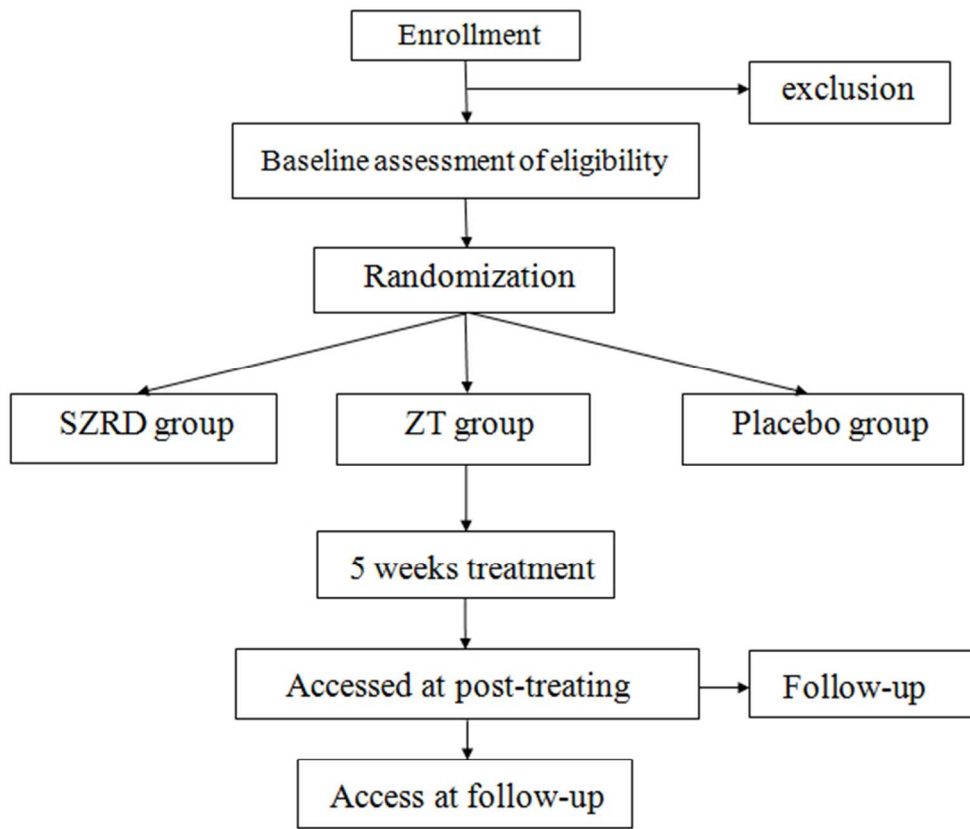 Enrollment
exclusion
Baseline assessment of eligibility
Randomization
SZRD group
ZT group
Placebo group
5 weeks treatment
Accessed at post-treating
Follow-up
Access at follow-up